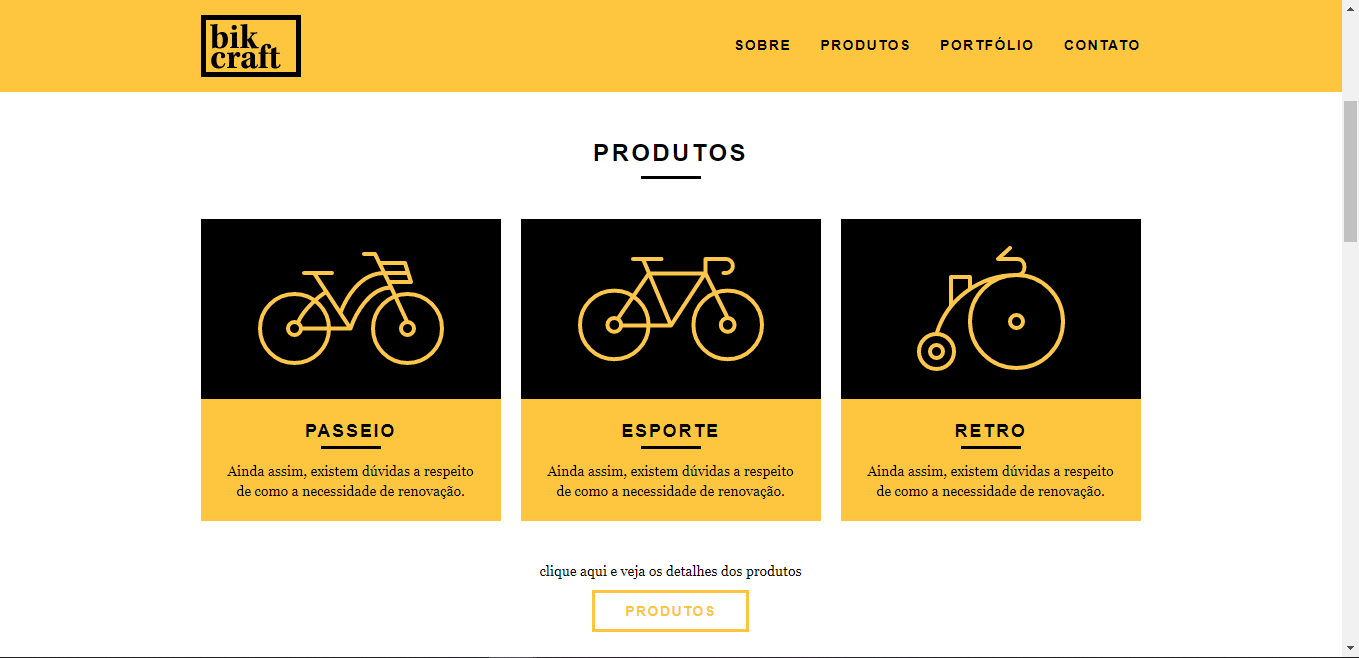 bik
craft
SOBRE PRODUTOS PORTFÓLIO CONTATO
PRODUTOS
PASSEIO
Ainda assim, existem dúvidas a respeito
de como a necessidade de renovação.
ESPORTE
Ainda assim, existem dúvidas a respeito
de como a necessidade de renovação.
RETRO
Ainda assim, existem dúvidas a respeito
de como a necessidade de renovação.
clique aqui e veja os detalhes dos produtos
PRODUTOS